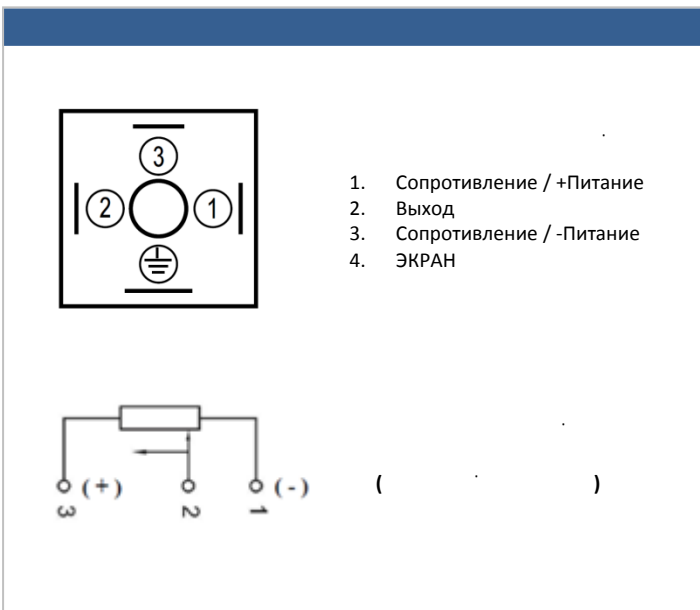 3
2 1
1. Сопротивление / +Питание
2. Выход
3. Сопротивление / -Питание
4. ЭКРАН
(+) (-) ( . )
3 2 1